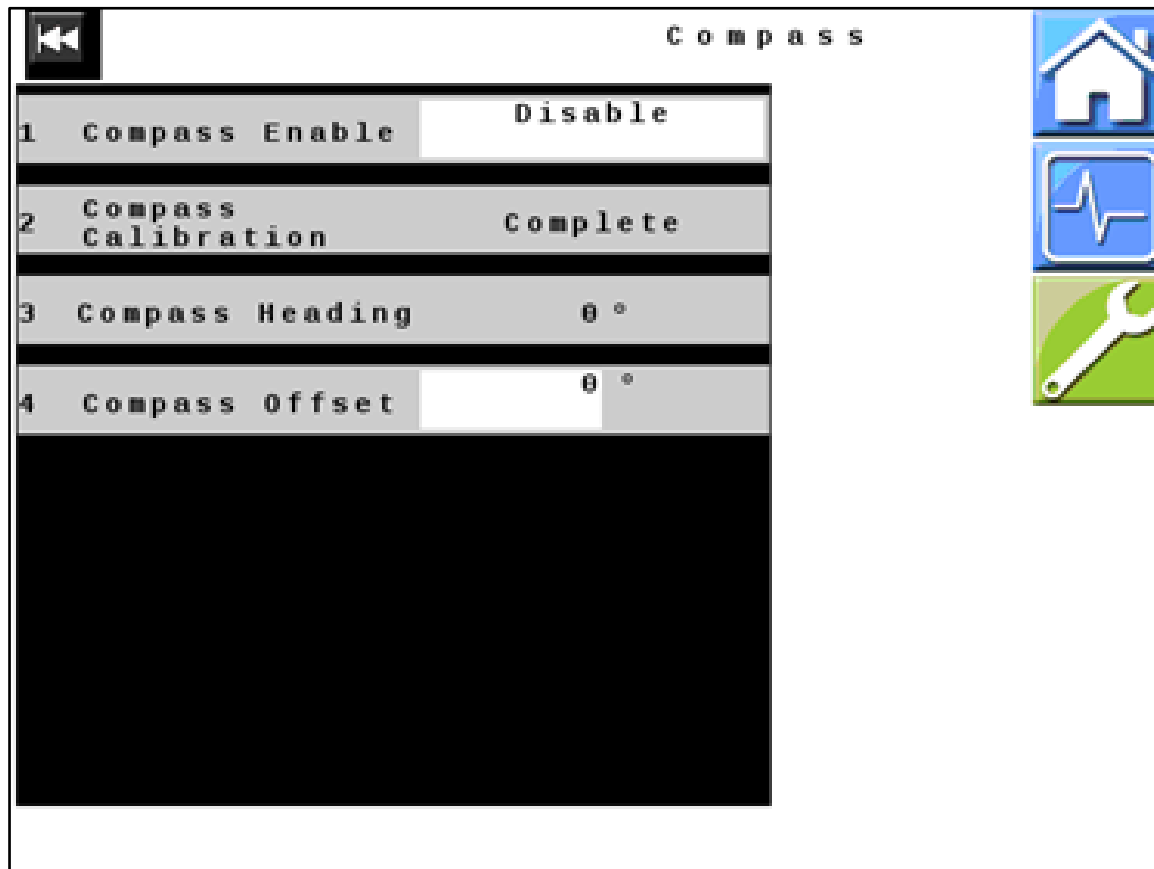 Compass
1 Compass Enable Disable
2 Compass
Calibration Complete
3 Compass Heading 0 °
4 Compass Offset 0 °